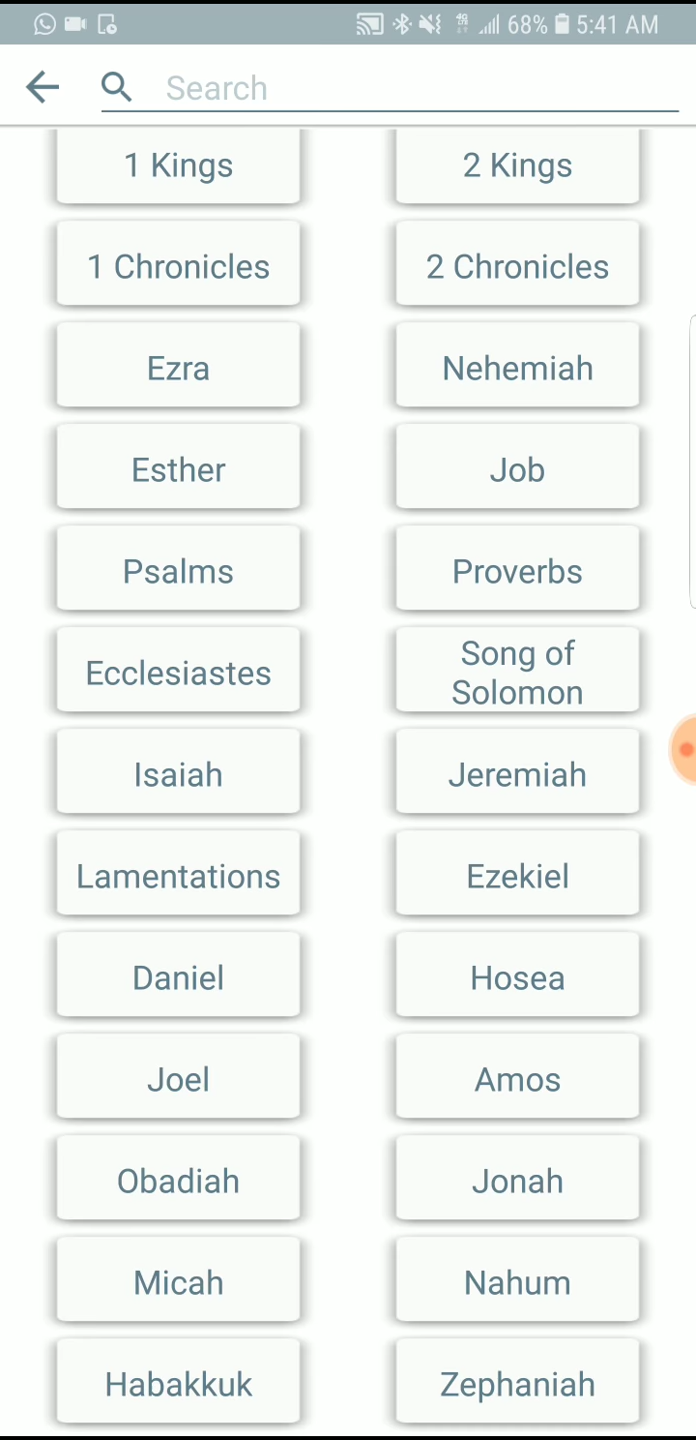 68% 5:41 AM
Search
1 Kings 2 Kings
1 Chronicles 2 Chronicles
Ezra Nehemiah
Esther Job
Psalms Proverbs
Ecclesiastes Song of
Solomon
Isaiah Jeremiah
Lamentations Ezekiel
Daniel Hosea
Joel Amos
Obadiah Jonah
Micah Nahum
Habakkuk Zephaniah